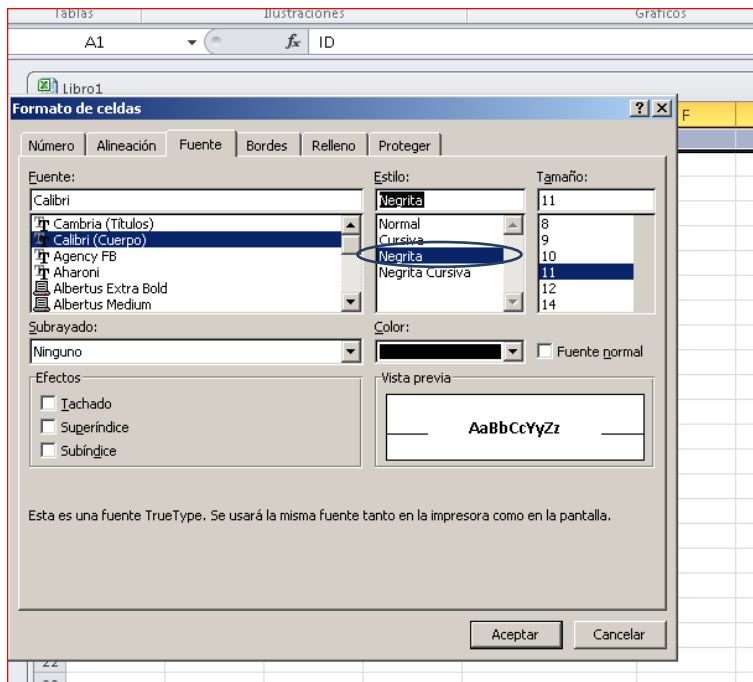 Tablas Ilustraciones Gráficos
A1 fx ID
Libro1
Formato de celdas
F
Número Alineación Fuente Bordes Relleno Proteger
Fuente: Estilo: Tamaño:
Calibri Negrita 11
Cambria (Títulos) Normal 8
Calibri (Cuerpo) Cursiva 9
Agency FB Negrita 10
Aharoni Negrita Cursiva 11
Albertus Extra Bold 12
Albertus Medium 14
Subrayado: Color:
Ninguno Fuente normal
Efectos Vista previa
Tachado
Superíndice AaBbCcYyZz
Subíndice
Esta es una fuente TrueType. Se usará la misma fuente tanto en la impresora como en la pantalla.
Aceptar Cancelar
22